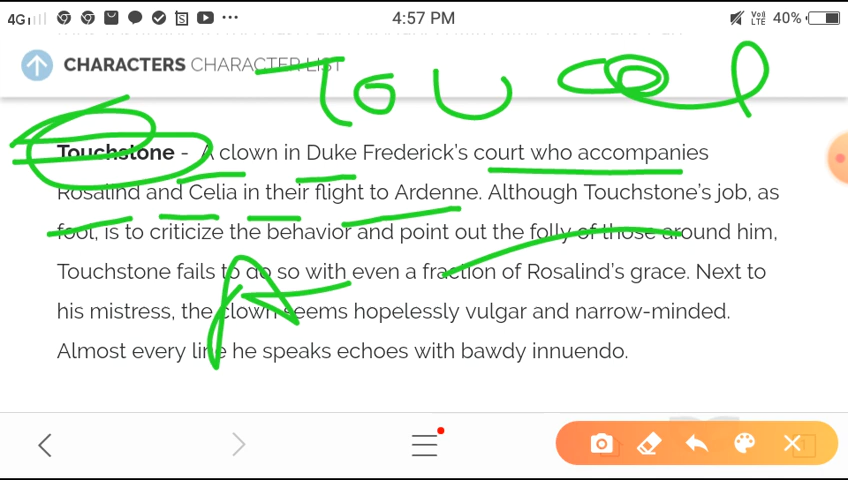 4G 4:57 PM VoLTE 40%
CHARACTERS CHARACTER LIST
Touchstone - A clown in Duke Frederick's court who accompanies
Rosalind and Celia in their flight to Ardenne. Although Touchstone's job, as
fool, is to criticize the behavior and point out the folly of those around him,
Touchstone fails to do so with even a fraction of Rosalind's grace. Next to
his mistress, the clown seems hopelessly vulgar and narrow-minded.
Almost every line he speaks echoes with bawdy innuendo.